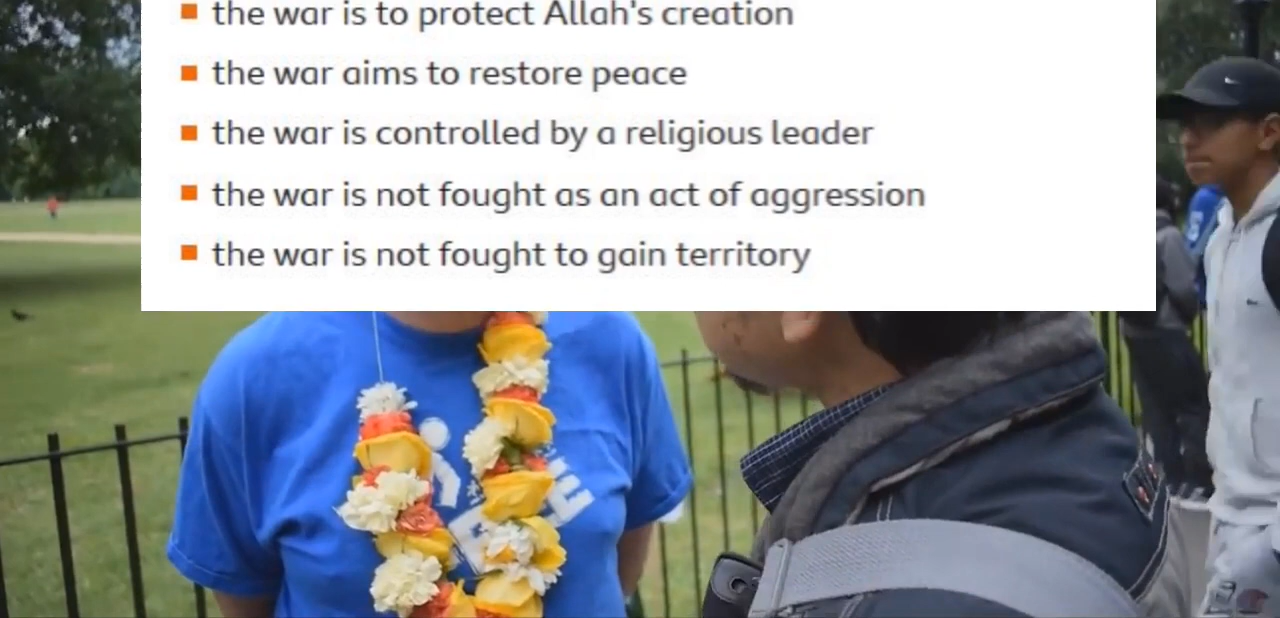 the war is to protect Allah's creation
the war aims to restore peace
the war is controlled by a religious leader
the war is not fought as an act of aggression
the war is not fought to gain territory